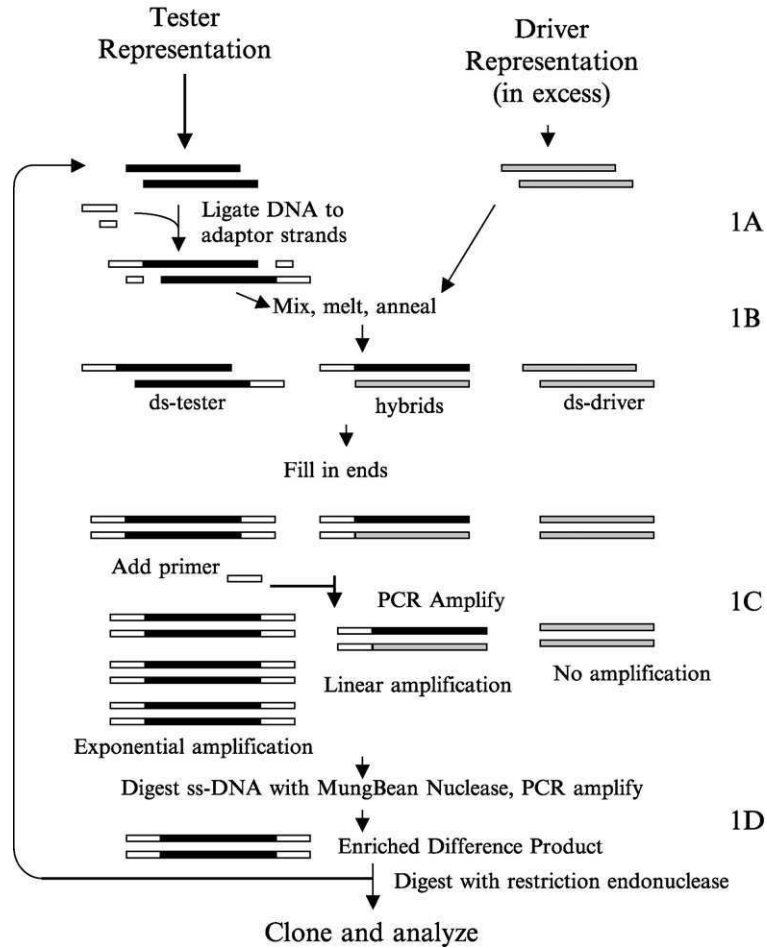 Tester
Representation
Driver
Representation
(in excess)
Ligate DNA to
adaptor strands
1A
Mix, melt, anneal
1B
ds-tester
hybrids
ds-driver
Fill in ends
Add primer
PCR Amplify
1C
Linear amplification
No amplification
Exponential amplification
Digest ss-DNA with MungBean Nuclease, PCR amplify
1D
Enriched Difference Product
Digest with restriction endonuclease
Clone and analyze